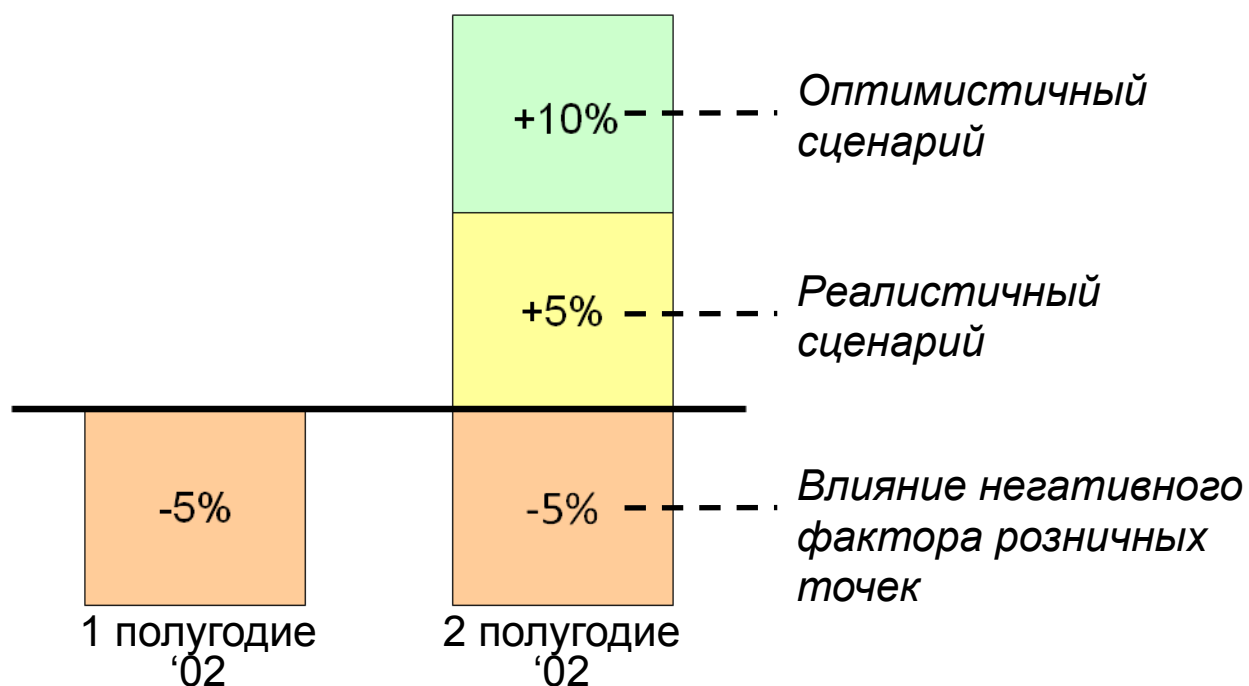 +10%
Оптимистичный
сценарий
+5%
Реалистичный
сценарий
-5%
-5%
Влияние негативного
фактора розничных
точек
1 полугодие
‘02
2 полугодие
‘02